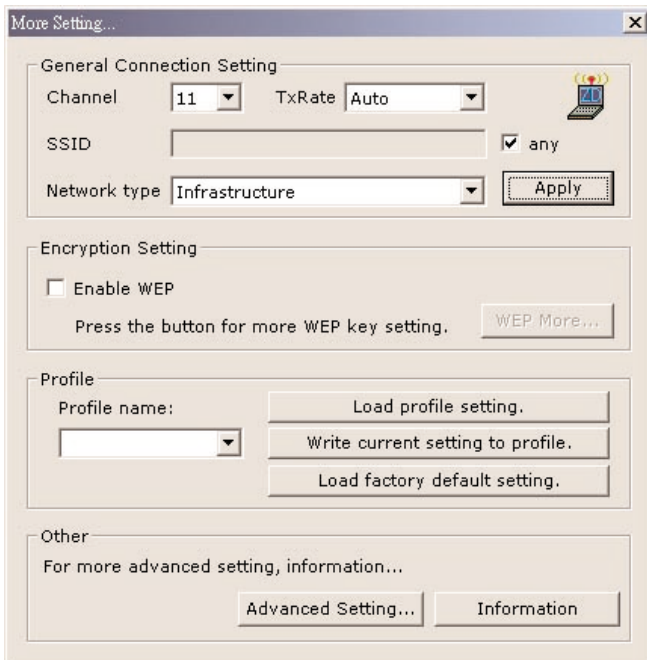 More Setting...
General Connection Setting
Channel 11 TxRate Auto
SSID any
Network type Infrastructure Apply
Encryption Setting
Enable WEP
Press the button for more WEP key setting. WEP More...
Profile
Profile name: Load profile setting.
Write current setting to profile.
Load factory default setting.
Other
For more advanced setting, information...
Advanced Setting... Information
ZD